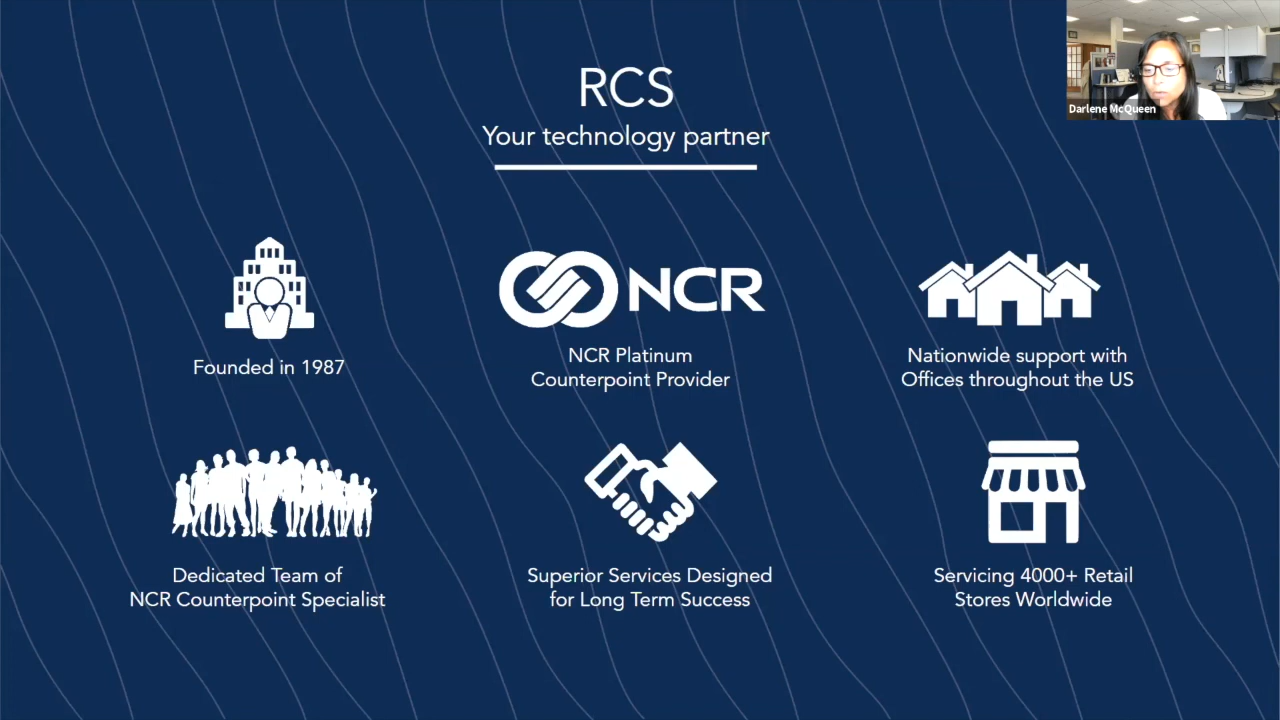 RCS
Your technology partner
Darlene McQueen
Founded in 1987
NCR
NCR Platinum
Counterpoint Provider
Nationwide support with
Offices throughout the US
Dedicated Team of
NCR Counterpoint Specialist
Superior Services Designed
for Long Term Success
Servicing 4000+ Retail
Stores Worldwide